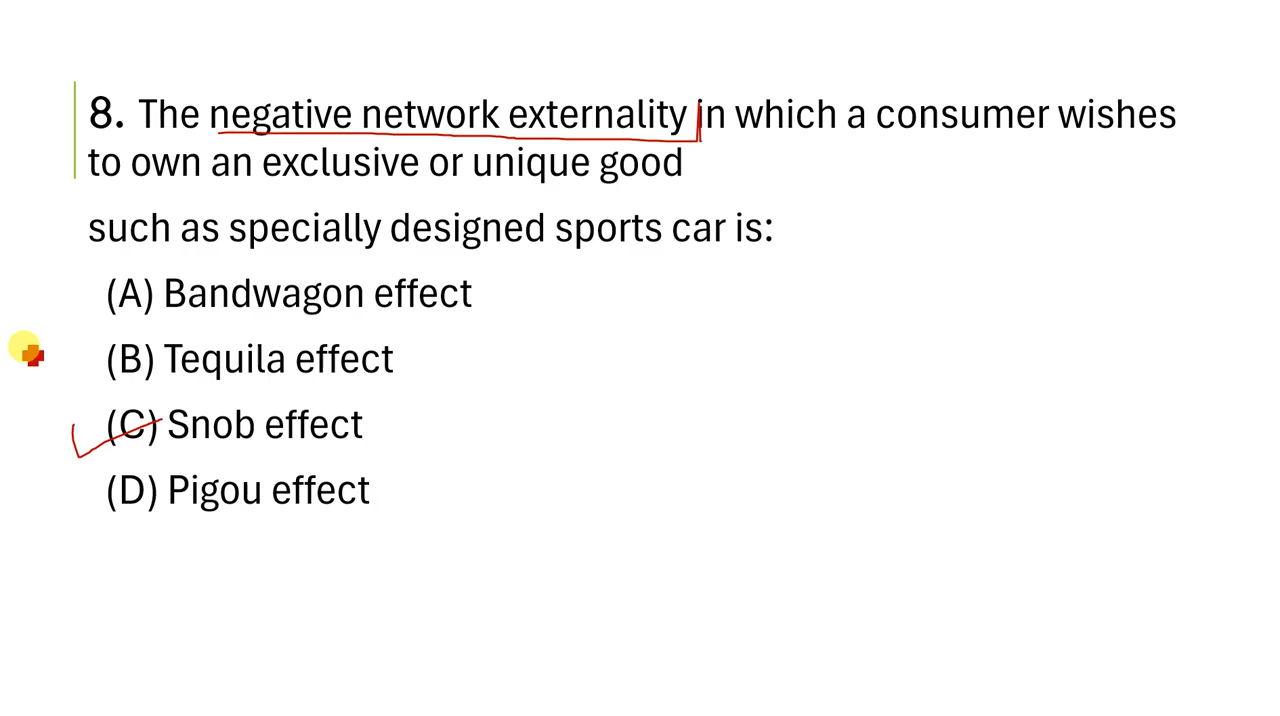 8. The negative network externality in which a consumer wishes
to own an exclusive or unique good
such as specially designed sports car is:
(A) Bandwagon effect
(B) Tequila effect
(C) Snob effect
(D) Pigou effect